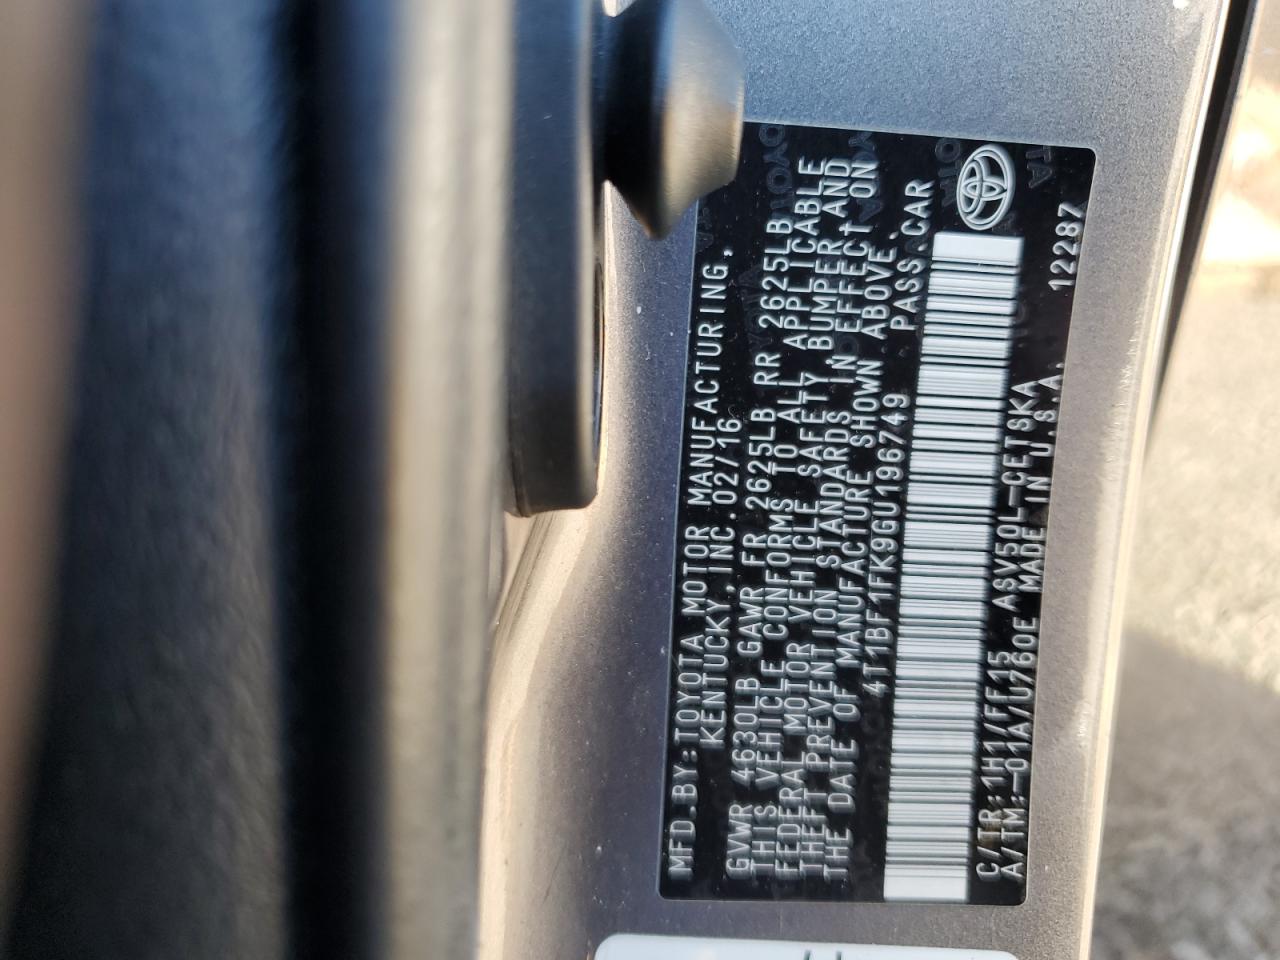 MFD.BY:TOYOTA MOTOR MANUFACTURING,
KENTUCKY,INC.02/16
GVWR 4630LB GAWR FR 2625LB RR 2625LB
THIS VEHICLE CONFORMS TO ALL APPLICABLE
FEDERAL MOTOR VEHICLE SAFETY,BUMPER,AND
THEFT PREVENTION STANDARDS IN EFFECT ON
THE DATE OF MANUFACTURE SHOWN ABOVE.
4T1BF1FK9GU196749 PASS.CAR
C/TR:1H1/FF15 ASV50L-CETSKA 12287
A/TM:-01A/U760E MADE IN U.S.A.